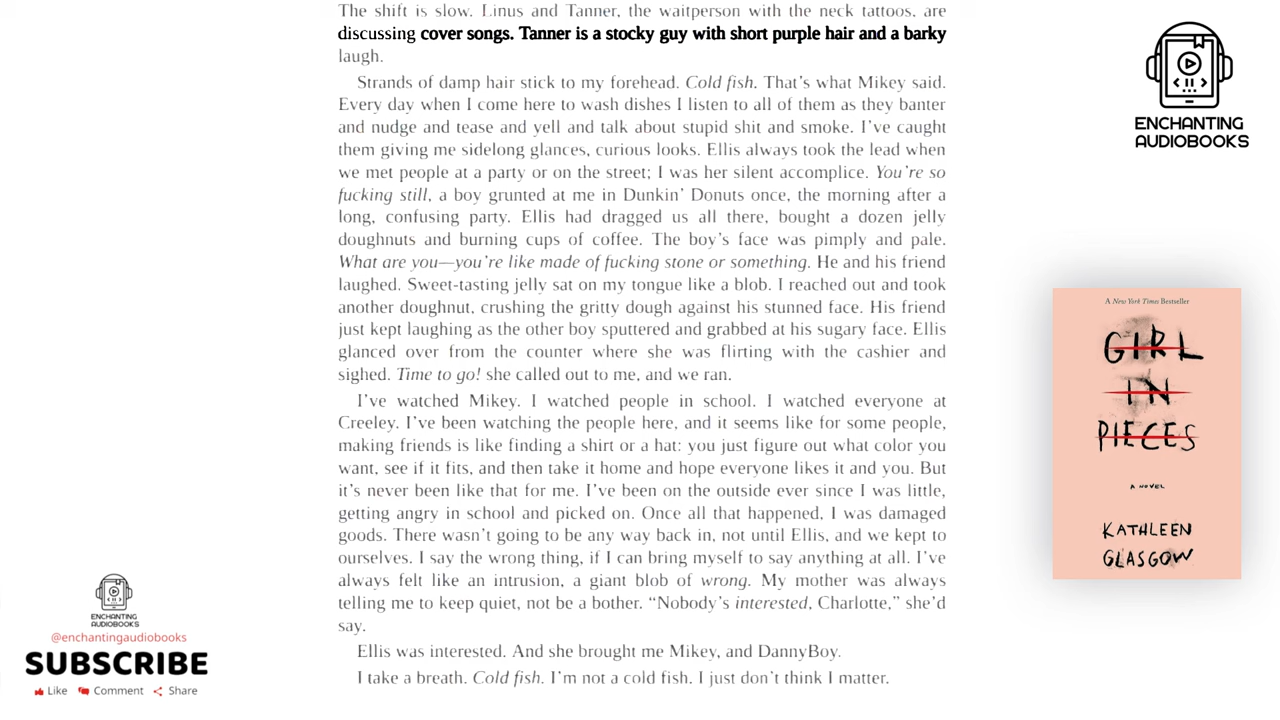 The shift is slow. Linus and Tanner, the waitperson with the neck tattoos, are
discussing cover songs. Tanner is a stocky guy with short purple hair and a barky
laugh.
Strands of damp hair stick to my forehead. Cold fish. That's what Mikey said.
Every day when I come here to wash dishes I listen to all of them as they banter
and nudge and tease and yell and talk about stupid shit and smoke. I've caught
them giving me sidelong glances, curious looks. Ellis always took the lead when
we met people at a party or on the street; I was her silent accomplice. You're so
fucking still, a boy grunted at me in Dunkin' Donuts once, the morning after a
long, confusing party. Ellis had dragged us all there, bought a dozen jelly
doughnuts and burning cups of coffee. The boy's face was pimply and pale.
What are you—you're like made of fucking stone or something. He and his friend
laughed. Sweet-tasting jelly sat on my tongue like a blob. I reached out and took
another doughnut, crushing the gritty dough against his stunned face. His friend
just kept laughing as the other boy sputtered and grabbed at his sugary face. Ellis
glanced over from the counter where she was flirting with the cashier and
sighed. Time to go! she called out to me, and we ran.
I've watched Mikey. I watched people in school. I watched everyone at
Creeley. I've been watching the people here, and it seems like for some people,
making friends is like finding a shirt or a hat: you just figure out what color you
want, see if it fits, and then take it home and hope everyone likes it and you. But
it's never been like that for me. I've been on the outside ever since I was little,
getting angry in school and picked on. Once all that happened, I was damaged
goods. There wasn't going to be any way back in, not until Ellis, and we kept to
ourselves. I say the wrong thing, if I can bring myself to say anything at all. I've
always felt like an intrusion, a giant blob of wrong. My mother was always
telling me to keep quiet, not be a bother. "Nobody's interested, Charlotte," she'd
say.
Ellis was interested. And she brought me Mikey, and DannyBoy.
I take a breath. Cold fish. I'm not a cold fish. I just don't think I matter.
ENCHANTING
AUDIOBOOKS
A New York Times Bestseller
GIRL
IN
PIECES
A NOVEL
KATHLEEN
GLASGOW
ENCHANTING
AUDIOBOOKS
@enchantingaudiobooks
SUBSCRIBE
Like Comment Share